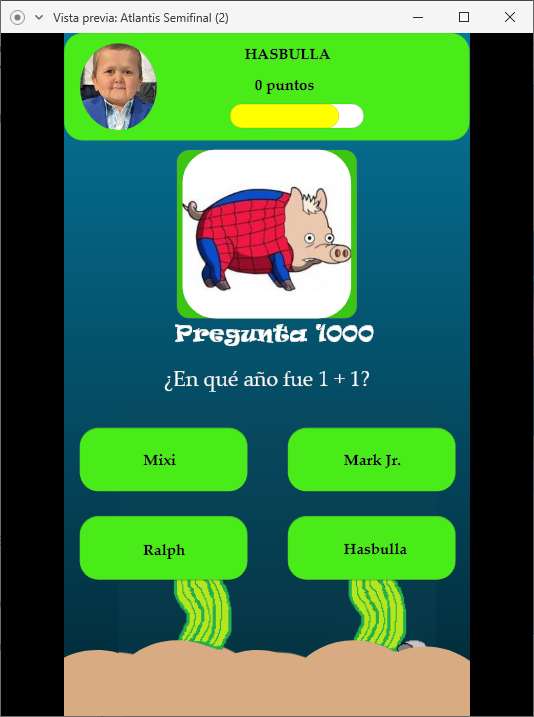 Vista previa: Atlantis Semifinal (2)
HASBULLA
0 puntos
Pregunta 1000
¿En qué año fue 1 + 1?
Mixi
Mark Jr.
Ralph
Hasbulla